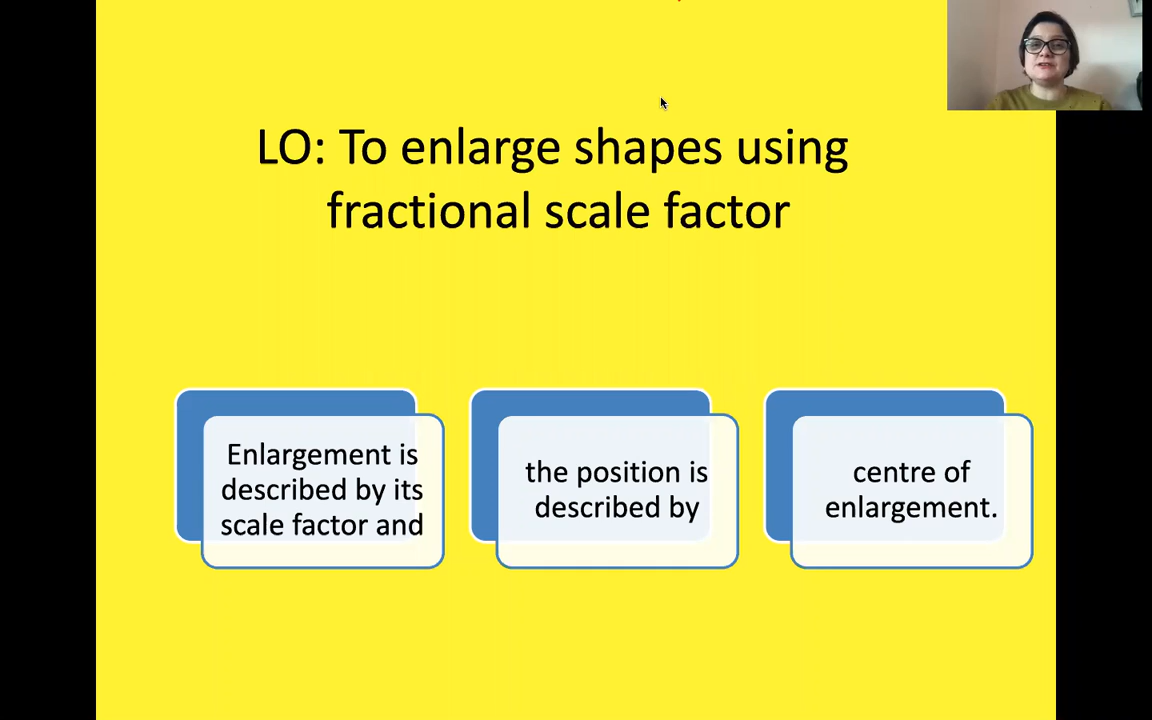 LO: To enlarge shapes using
fractional scale factor
Enlargement is
described by its
scale factor and
the position is
described by
centre of
enlargement.